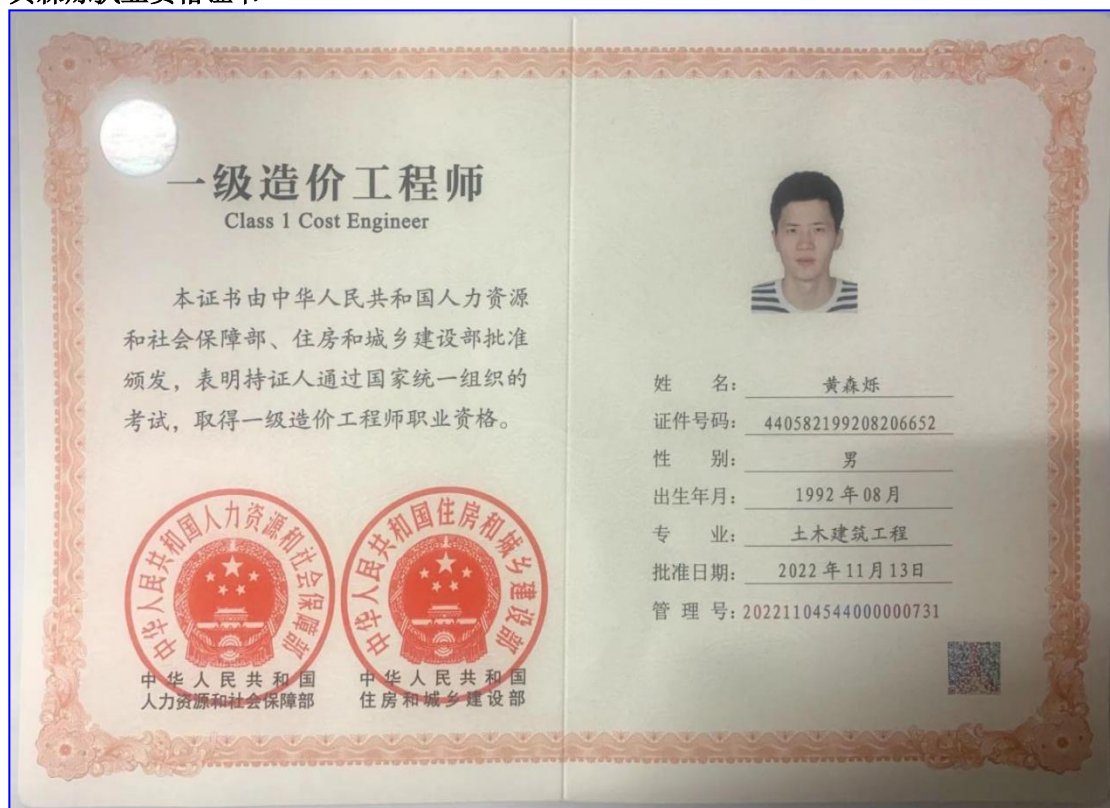 一级造价工程师
Class 1 Cost Engineer
本证书由中华人民共和国人力资源
和社会保障部、住房和城乡建设部批准
颁发，表明持证人通过国家统一组织的
考试，取得一级造价工程师职业资格。
中华人民共和国人力资源和社会保障部
中华人民共和国住房和城乡建设部
中华人民共和国
人力资源和社会保障部
中华人民共和国
住房和城乡建设部
姓 名： 黄森烁
证件号码： 440582199208206652
性 别： 男
出生年月： 1992年08月
专 业： 土木建筑工程
批准日期： 2022年11月13日
管 理 号：20221104544000000731